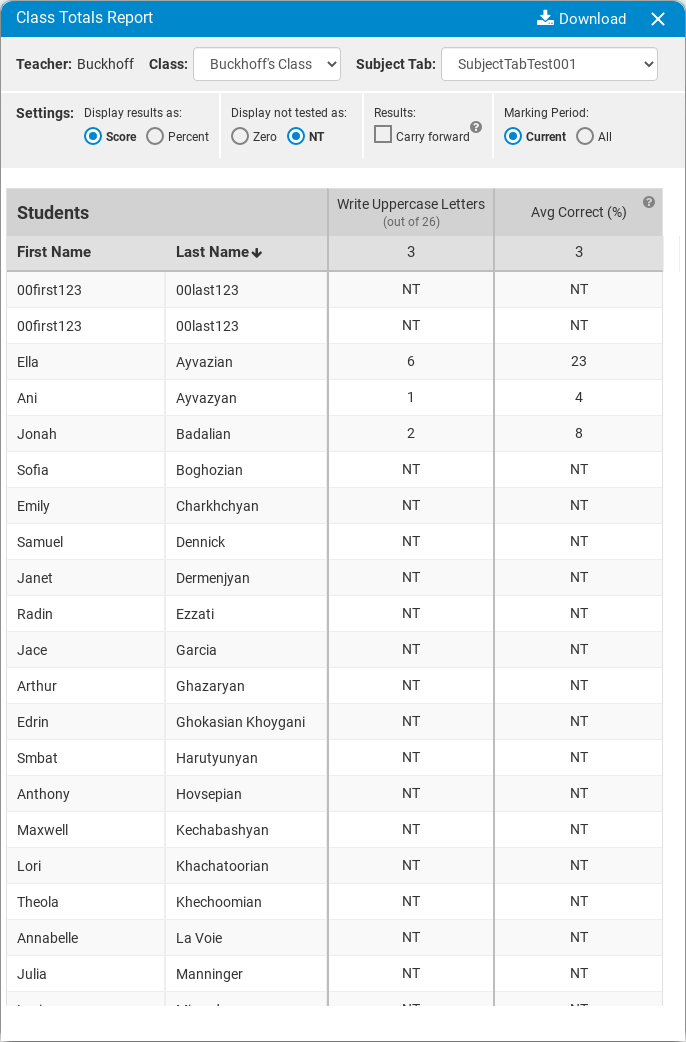 Class Totals Report Download
Teacher: Buckhoff Class: Buckhoff's Class Subject Tab: SubjectTabTest001
Settings: Display results as: Display not tested as: Results: Marking Period:
Score Percent Zero NT Carry forward ? Current All
Students Write Uppercase Letters (out of 26) Avg Correct (%) ?
First Name Last Name 3 3
00first123 00last123 NT NT
00first123 00last123 NT NT
Ella Ayvazian 6 23
Ani Ayvazyan 1 4
Jonah Badalian 2 8
Sofia Boghozian NT NT
Emily Charkhchyan NT NT
Samuel Dennick NT NT
Janet Dermenjyan NT NT
Radin Ezzati NT NT
Jace Garcia NT NT
Arthur Ghazaryan NT NT
Edrin Ghokasian Khoygani NT NT
Smbat Harutyunyan NT NT
Anthony Hovsepian NT NT
Maxwell Kechabashyan NT NT
Lori Khachatoorian NT NT
Theola Khechoomian NT NT
Annabelle La Voie NT NT
Julia Manninger NT NT